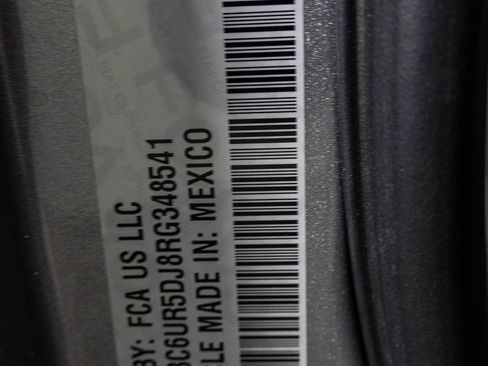 BY: FCA US LLC
3C6UR5DJ8RG348541
LE MADE IN: MEXICO